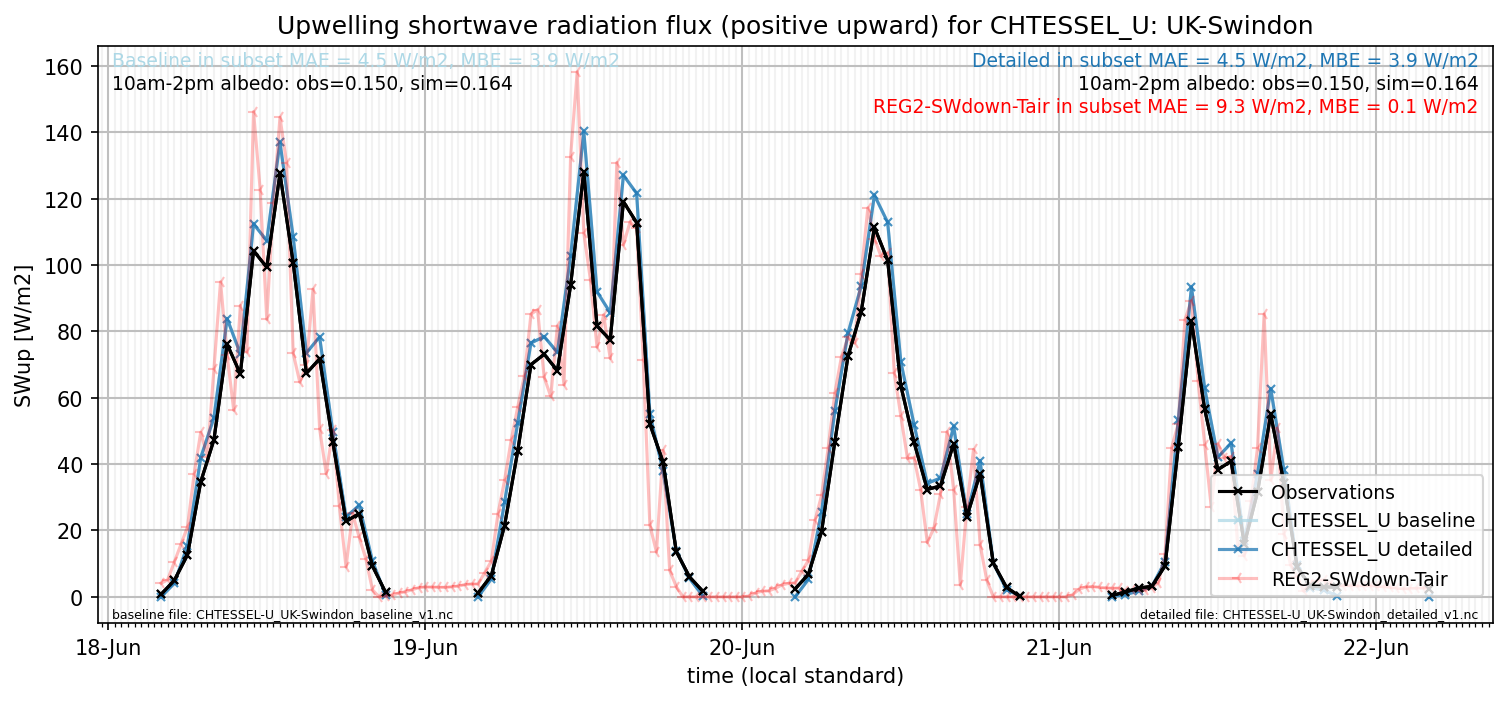 Upwelling shortwave radiation flux (positive upward) for CHTESSEL_U: UK-Swindon
Baseline in subset MAE = 4.5 W/m2, MBE = 3.9 W/m2
Detailed in subset MAE = 4.5 W/m2, MBE = 3.9 W/m2
10am-2pm albedo: obs=0.150, sim=0.164
10am-2pm albedo: obs=0.150, sim=0.164
REG2-SWdown-Tair in subset MAE = 9.3 W/m2, MBE = 0.1 W/m2
SWup [W/m2]
160
140
120
100
80
60
40
20
0
Observations
CHTESSEL_U baseline
CHTESSEL_U detailed
REG2-SWdown-Tair
baseline file: CHTESSEL-U_UK-Swindon_baseline_v1.nc
detailed file: CHTESSEL-U_UK-Swindon_detailed_v1.nc
18-Jun
19-Jun
20-Jun
21-Jun
22-Jun
time (local standard)